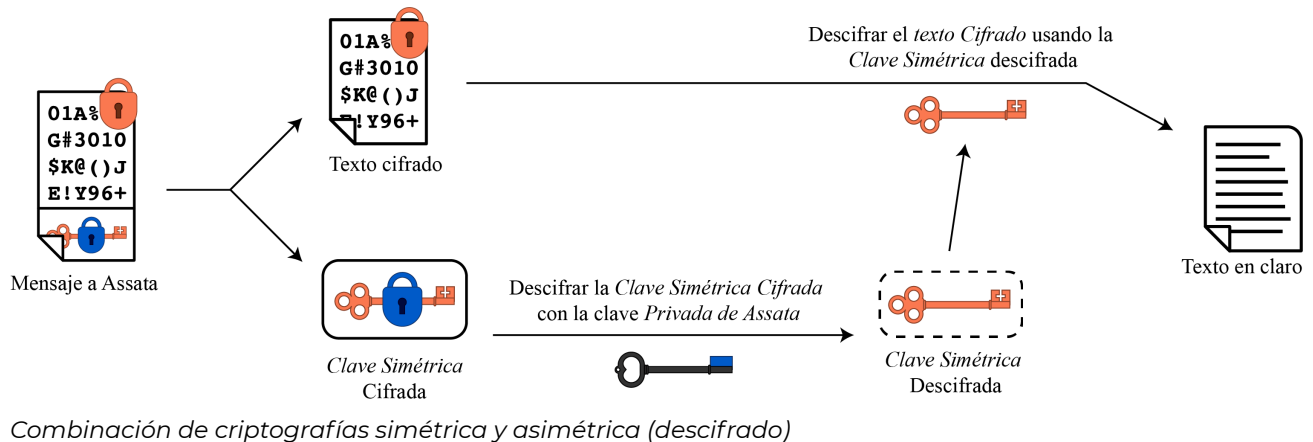 01A%
G#3010
$K@()J
E!Y96+
Mensaje a Assata
01A%
G#3010
$K@()J
E!Y96+
Texto cifrado
Clave Simétrica
Cifrada
Descifrar la Clave Simétrica Cifrada
con la clave Privada de Assata
Clave Simétrica
Descifrada
Descifrar el texto Cifrado usando la
Clave Simétrica descifrada
Texto en claro
Combinación de criptografías simétrica y asimétrica (descifrado)